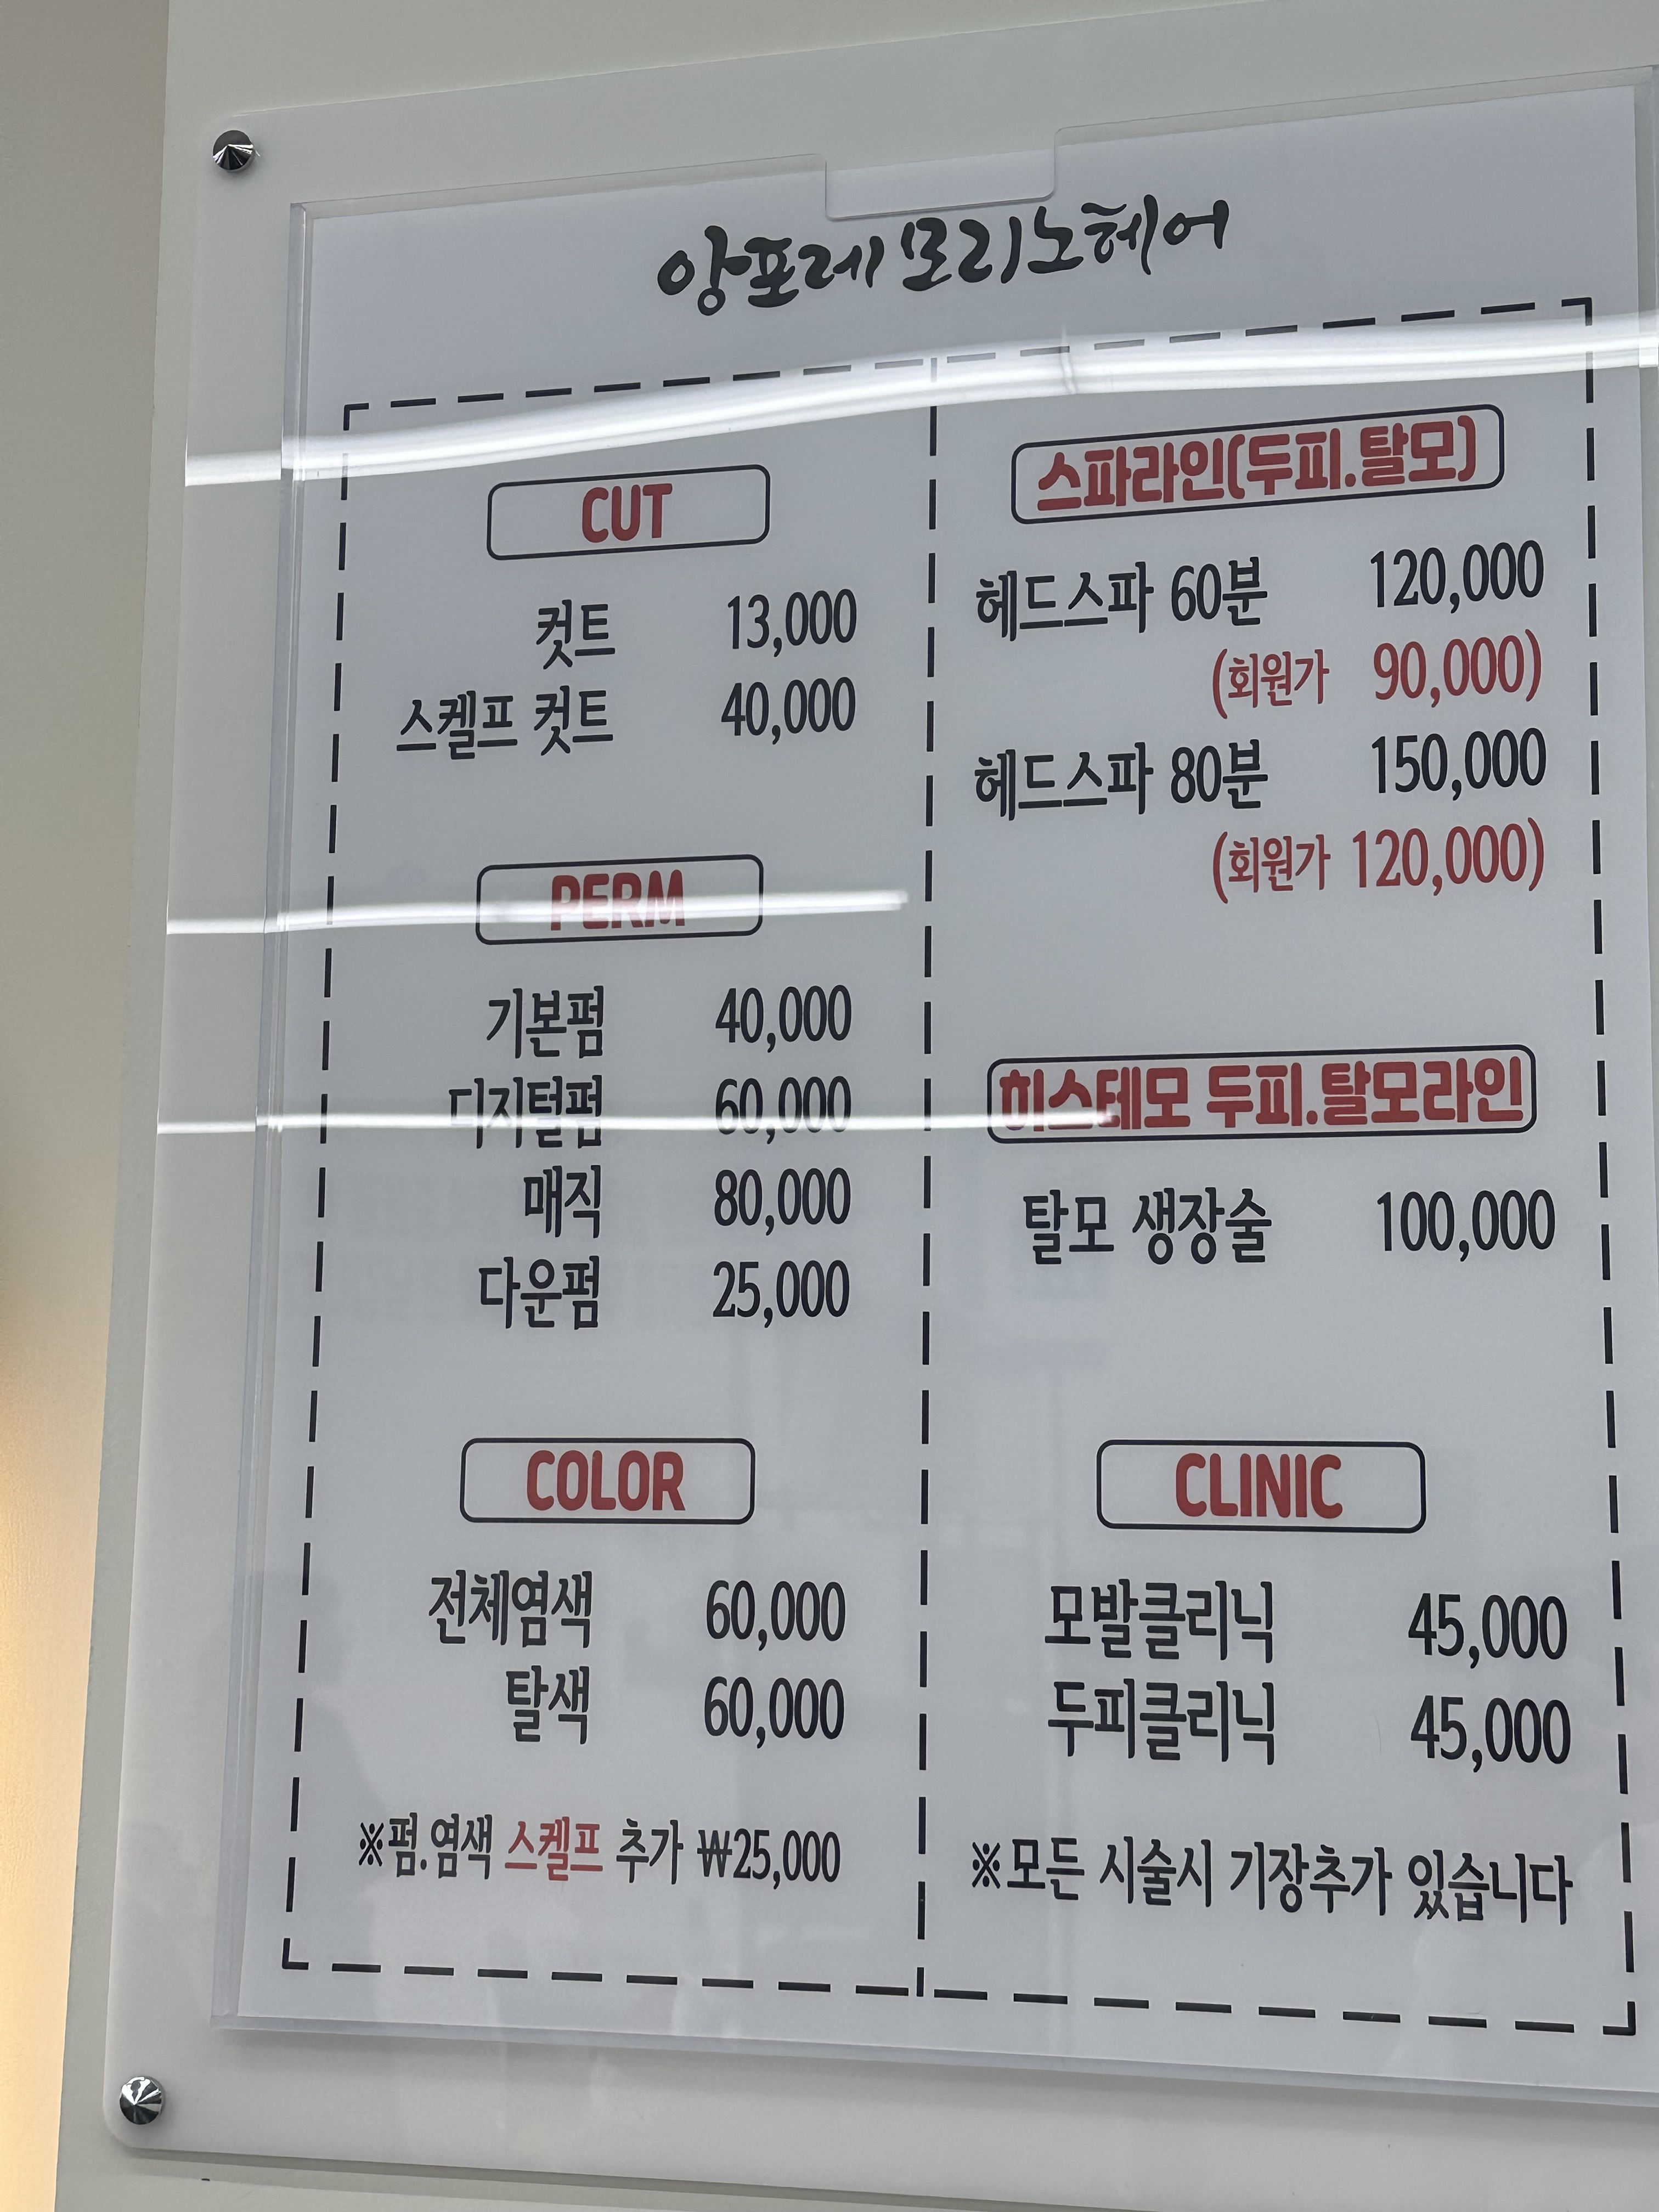 앙포레 모리노헤어
CUT
컷트 13,000
스켈프 컷트 40,000
PERM
기본펌 40,000
디지털펌 60,000
매직 80,000
다운펌 25,000
COLOR
전체염색 60,000
탈색 60,000
※펌.염색 스켈프 추가 ₩25,000
스파라인(두피.탈모)
헤드스파 60분 120,000
(회원가 90,000)
헤드스파 80분 150,000
(회원가 120,000)
히스테모 두피.탈모라인
탈모 생장술 100,000
CLINIC
모발클리닉 45,000
두피클리닉 45,000
※모든 시술시 기장추가 있습니다